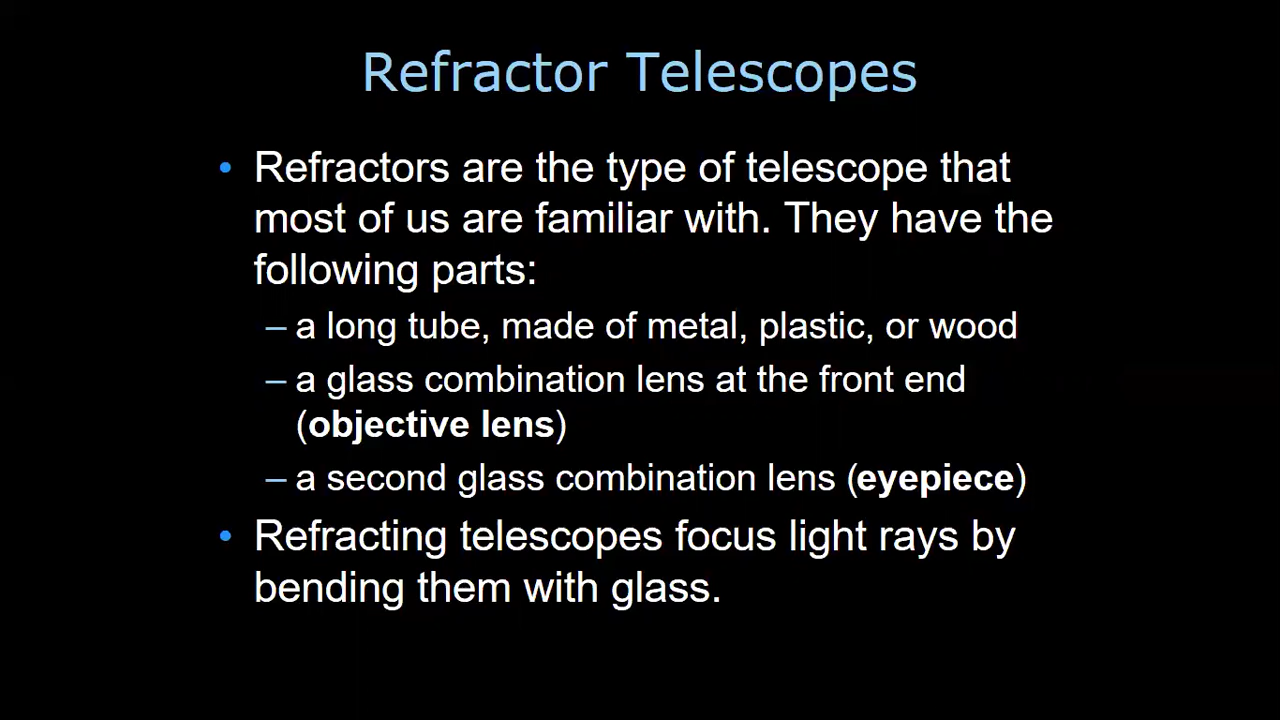 Refractor Telescopes
• Refractors are the type of telescope that
most of us are familiar with. They have the
following parts:
– a long tube, made of metal, plastic, or wood
– a glass combination lens at the front end
(objective lens)
– a second glass combination lens (eyepiece)
• Refracting telescopes focus light rays by
bending them with glass.